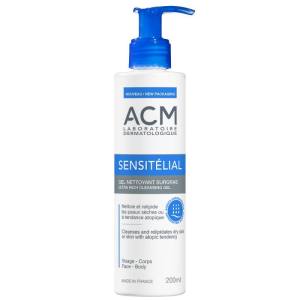 NOUVEAU • NEW PACKAGING
ACM
LABORATOIRE
DERMATOLOGIQUE
SENSITÉLIAL
GEL NETTOYANT SURGRAS
ULTRA RICH CLEANSING GEL
Nettoie et relipide
les peaux sèches ou
à tendance atopique
Cleanses and relipidates dry skin
or skin with atopic tendency
Visage - Corps
Face - Body
MADE IN FRANCE
200ml